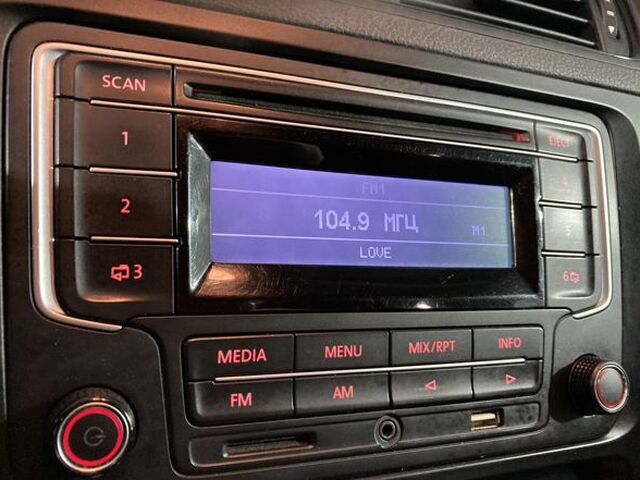 SCAN
EJECT
1
4
FM1
2
104.9 МГЦ
M1
5
LOVE
3
6
MEDIA
MENU
MIX/RPT
INFO
FM
AM